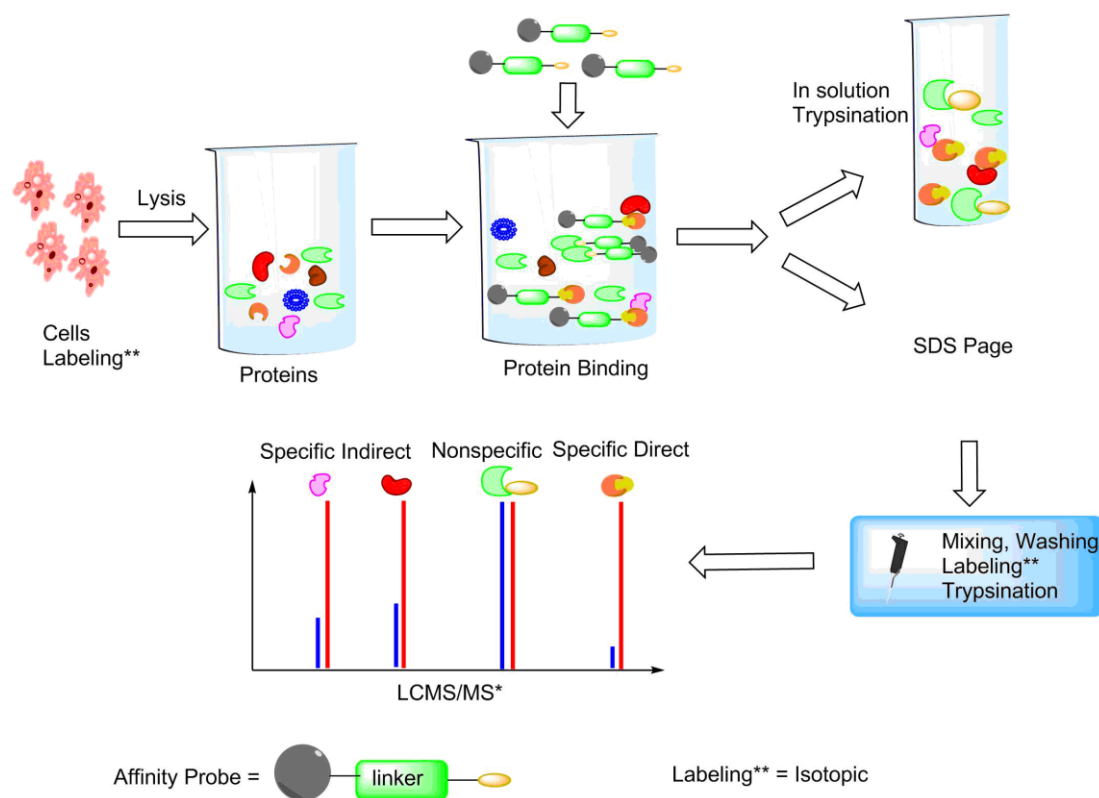 In solution
Trypsination
Lysis
Cells
Labeling**
Proteins
Protein Binding
SDS Page
Specific Indirect
Nonspecific
Specific Direct
Mixing, Washing
Labeling**
Trypsination
LCMS/MS*
Affinity Probe =
linker
Labeling** = Isotopic